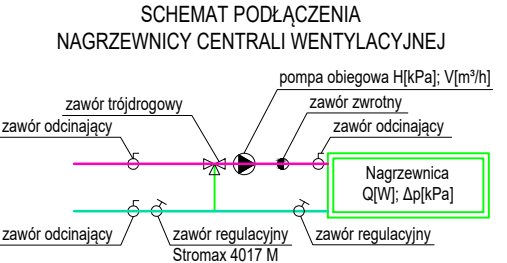 SCHEMAT PODŁĄCZENIA
NAGRZEWNICY CENTRALI WENTYLACYJNEJ
pompa obiegowa H[kPa]; V[m³/h]
zawór trójdrogowy
zawór zwrotny
zawór odcinający
zawór odcinający
Nagrzewnica
Q[W]; Δp[kPa]
zawór odcinający
zawór regulacyjny
Stromax 4017 M
zawór regulacyjny